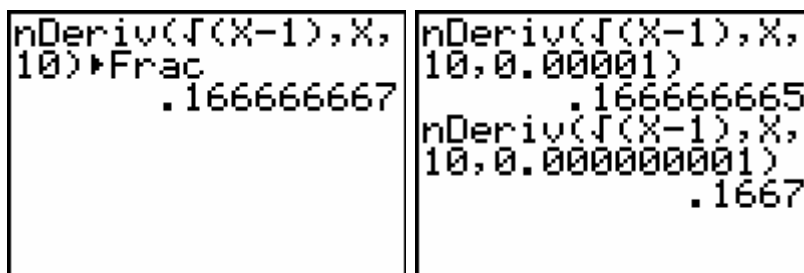 nDeriv(√(X-1),X,
10)▸Frac
.166666667
nDeriv(√(X-1),X,
10,0.00001)
.166666665
nDeriv(√(X-1),X,
10,0.000000001)
.1667